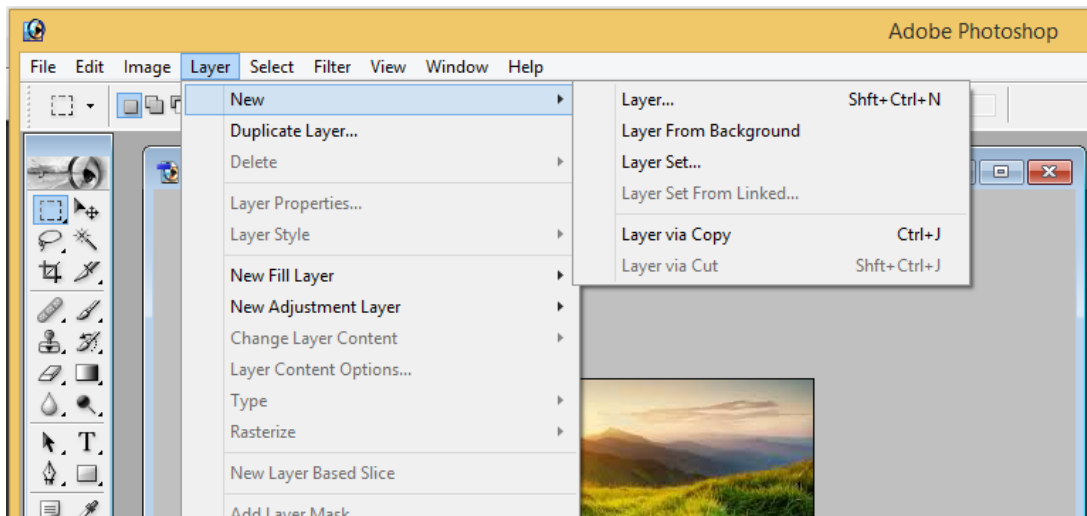 Adobe Photoshop
File Edit Image Layer Select Filter View Window Help
New
Duplicate Layer...
Delete
Layer Properties...
Layer Style
New Fill Layer
New Adjustment Layer
Change Layer Content
Layer Content Options...
Type
Rasterize
New Layer Based Slice
Add Layer Mask
Layer... Shft+Ctrl+N
Layer From Background
Layer Set...
Layer Set From Linked...
Layer via Copy Ctrl+J
Layer via Cut Shft+Ctrl+J
T